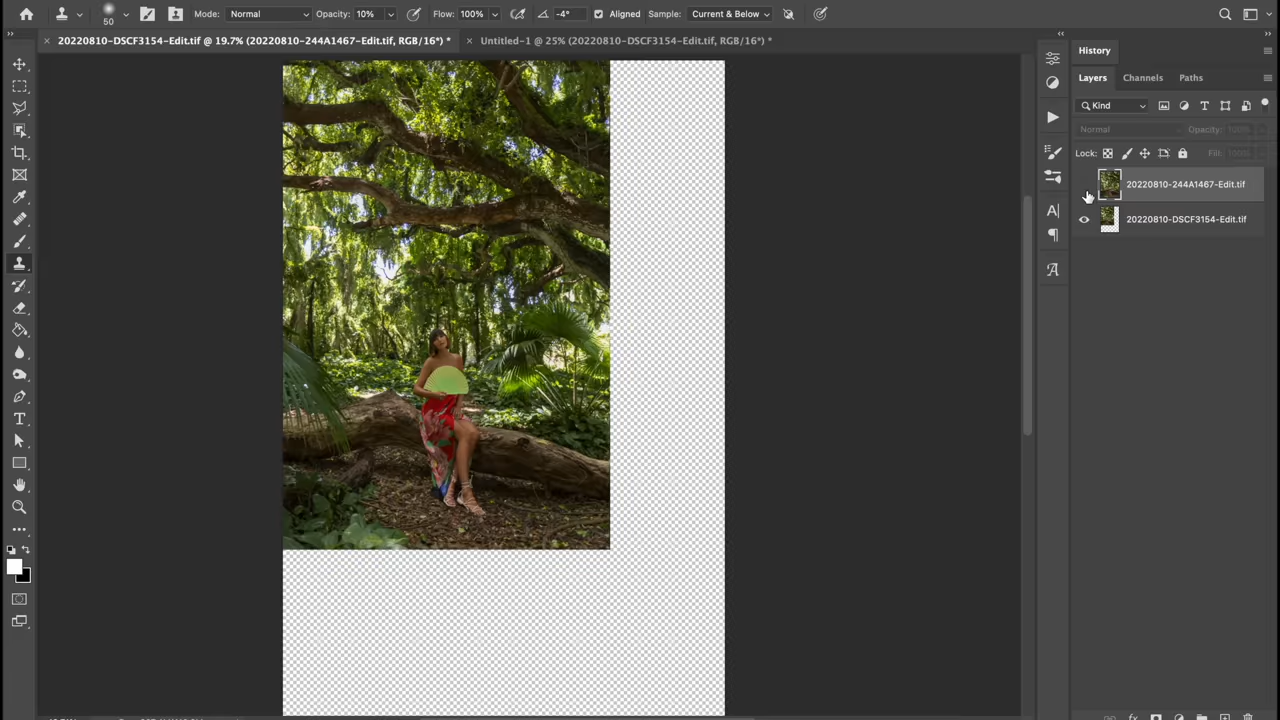 50 Mode: Normal Opacity: 10% Flow: 100% -4° Aligned Sample: Current & Below
× 20220810-DSCF3154-Edit.tif @ 19.7% (20220810-244A1467-Edit.tif, RGB/16*) * × Untitled-1 @ 25% (20220810-DSCF3154-Edit.tif, RGB/16*) *
History
Layers Channels Paths
Kind
Normal Opacity: 100%
Lock: Fill: 100%
20220810-244A1467-Edit.tif
20220810-DSCF3154-Edit.tif